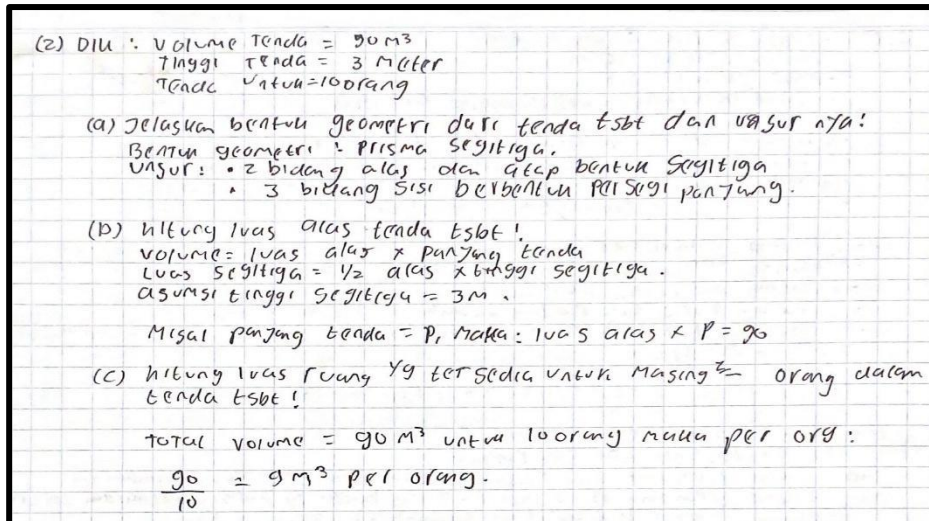 (2) DIK : Volume Tenda = 90 m³
Tinggi Tenda = 3 meter
Tenda untuk = 10 orang
(a) Jelaskan bentuk geometri dari tenda tsbt dan unsur nya!
Bentuk geometri : Prisma segitiga.
Unsur : • 2 bidang alas dan atap bentuk segitiga
• 3 bidang sisi berbentuk persegi panjang.
(b) hitung luas alas tenda tsbt !
volume = luas alas x panjang tenda
Luas segitiga = 1/2 alas x tinggi segitiga .
asumsi tinggi segitiga = 3m .
Misal panjang tenda = P, Maka : luas alas x P = 90
(c) hitung luas ruang yg tersedia untuk masing²- orang dalam
tenda tsbt !
TOTAL volume = 90 m³ untuk 10 orang maka per org :
90/10 = 9 m³ per orang.